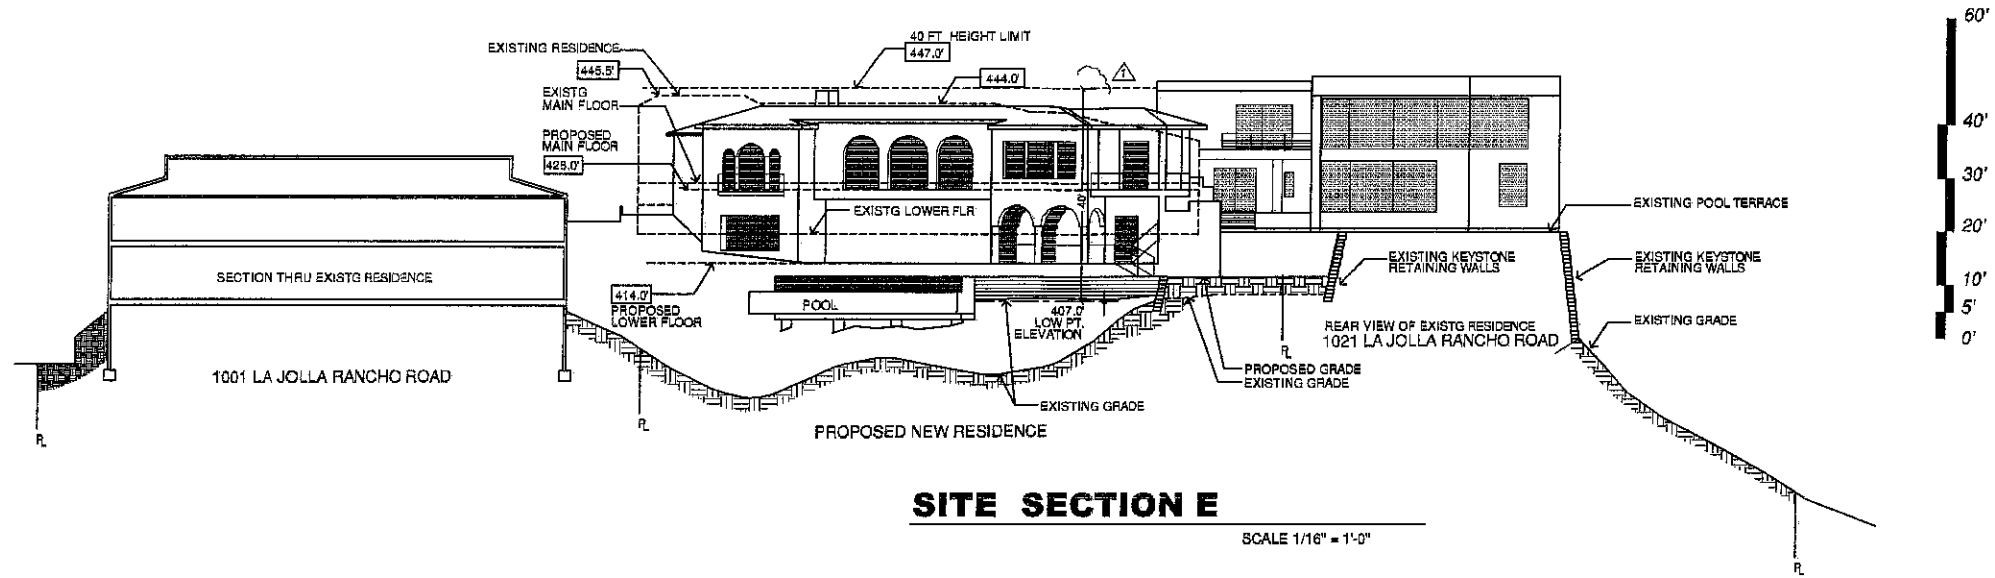 60'
40 FT. HEIGHT LIMIT
447.0'
EXISTING RESIDENCE
445.5'
444.0'
1
EXISTG
MAIN FLOOR
40'
PROPOSED
MAIN FLOOR
30'
EXISTG LOWER FLR
40'
EXISTING POOL TERRACE
20'
EXISTING KEYSTONE
RETAINING WALLS
EXISTING KEYSTONE
RETAINING WALLS
SECTION THRU EXISTG RESIDENCE
10'
414.0'
PROPOSED
LOWER FLOOR
POOL
407.0'
LOW PT.
ELEVATION
5'
EXISTING GRADE
REAR VIEW OF EXISTG RESIDENCE
1021 LA JOLLA RANCHO ROAD
0'
PL
1001 LA JOLLA RANCHO ROAD
PROPOSED GRADE
EXISTING GRADE
EXISTING GRADE
PL
PL
PROPOSED NEW RESIDENCE
SITE SECTION E
SCALE 1/16" = 1'-0"
PL